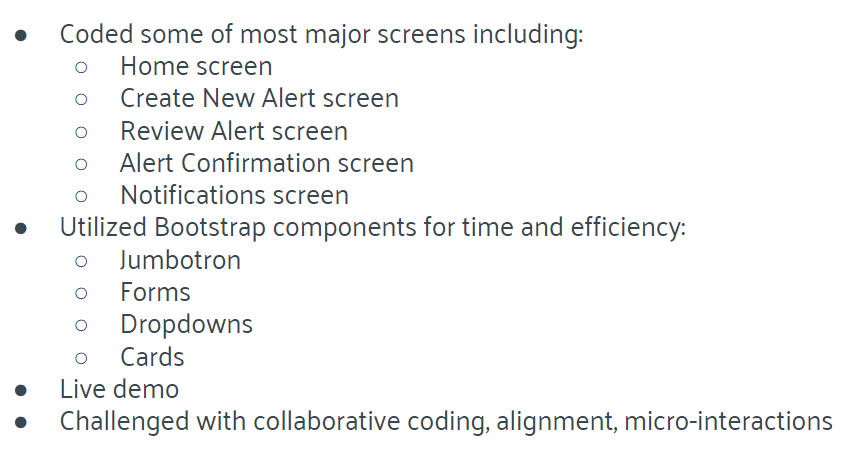 ● Coded some of most major screens including:
○ Home screen
○ Create New Alert screen
○ Review Alert screen
○ Alert Confirmation screen
○ Notifications screen
● Utilized Bootstrap components for time and efficiency:
○ Jumbotron
○ Forms
○ Dropdowns
○ Cards
● Live demo
● Challenged with collaborative coding, alignment, micro-interactions